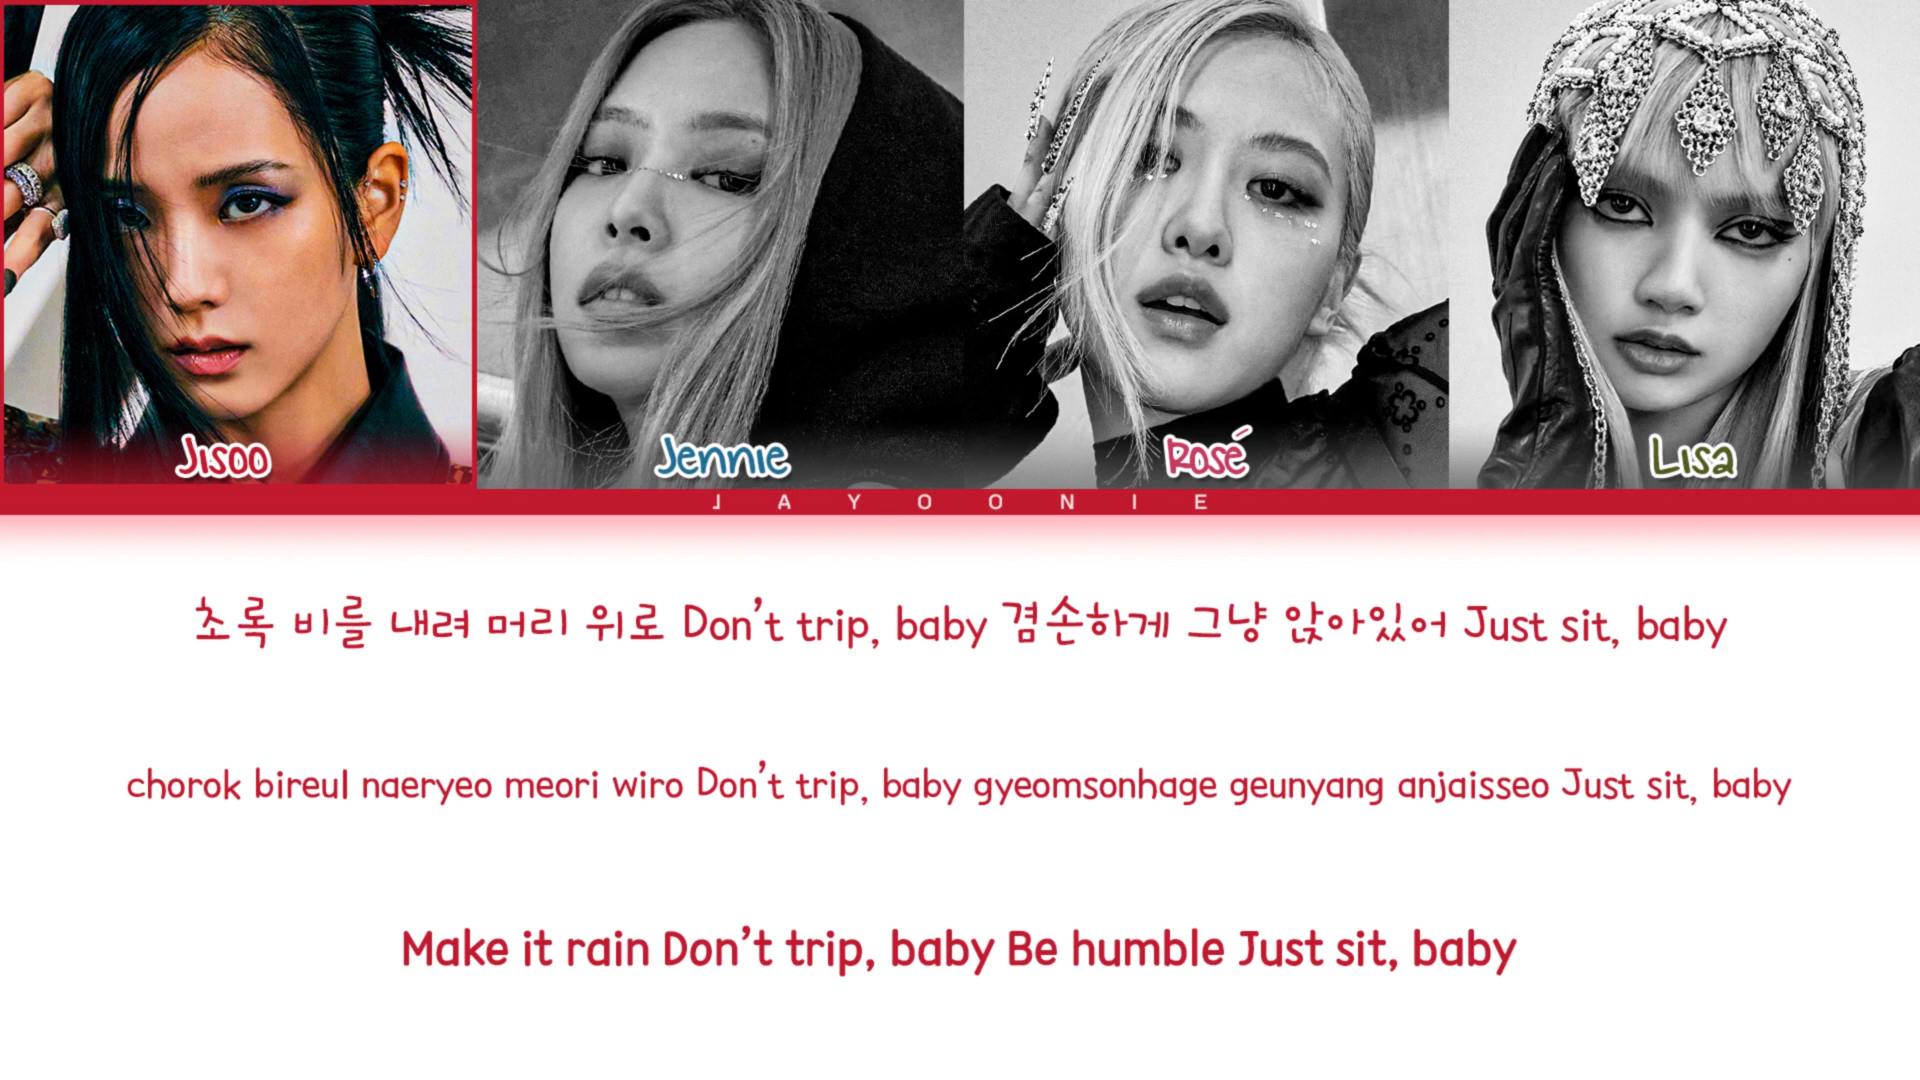 Jisoo
Jennie
Rosé
Lisa
JAYOONIE
초록 비를 내려 머리 위로 Don't trip, baby 겸손하게 그냥 앉아있어 Just sit, baby
chorok bireul naeryeo meori wiro Don't trip, baby gyeomsonhage geunyang anjaisseo Just sit, baby
Make it rain Don't trip, baby Be humble Just sit, baby